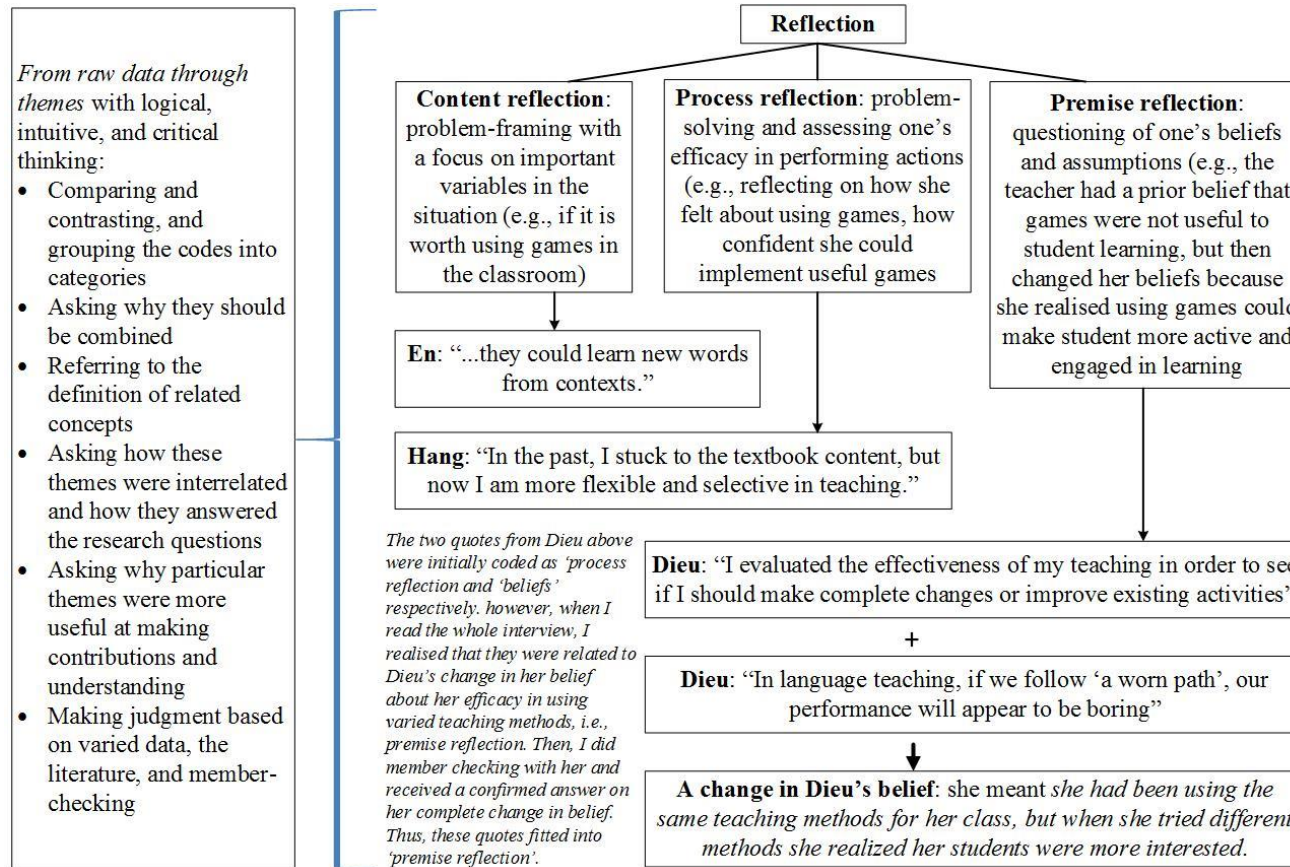 From raw data through
themes with logical,
intuitive, and critical
thinking:
• Comparing and
contrasting, and
grouping the codes into
categories
• Asking why they should
be combined
• Referring to the
definition of related
concepts
• Asking how these
themes were interrelated
and how they answered
the research questions
• Asking why particular
themes were more
useful at making
contributions and
understanding
• Making judgment based
on varied data, the
literature, and member-
checking
Reflection
Content reflection:
problem-framing with
a focus on important
variables in the
situation (e.g., if it is
worth using games in
the classroom)
Process reflection: problem-
solving and assessing one's
efficacy in performing actions
(e.g., reflecting on how she
felt about using games, how
confident she could
implement useful games
Premise reflection:
questioning of one's beliefs
and assumptions (e.g., the
teacher had a prior belief that
games were not useful to
student learning, but then
changed her beliefs because
she realised using games could
make student more active and
engaged in learning
En: “...they could learn new words
from contexts.”
Hang: “In the past, I stuck to the textbook content, but
now I am more flexible and selective in teaching.”
The two quotes from Dieu above
were initially coded as ‘process
reflection and ‘beliefs’
respectively. however, when I
read the whole interview, I
realised that they were related to
Dieu's change in her belief
about her efficacy in using
varied teaching methods, i.e.,
premise reflection. Then, I did
member checking with her and
received a confirmed answer on
her complete change in belief.
Thus, these quotes fitted into
‘premise reflection’.
Dieu: “I evaluated the effectiveness of my teaching in order to see
if I should make complete changes or improve existing activities”
+
Dieu: “In language teaching, if we follow ‘a worn path’, our
performance will appear to be boring”
A change in Dieu's belief: she meant she had been using the
same teaching methods for her class, but when she tried different
methods she realized her students were more interested.